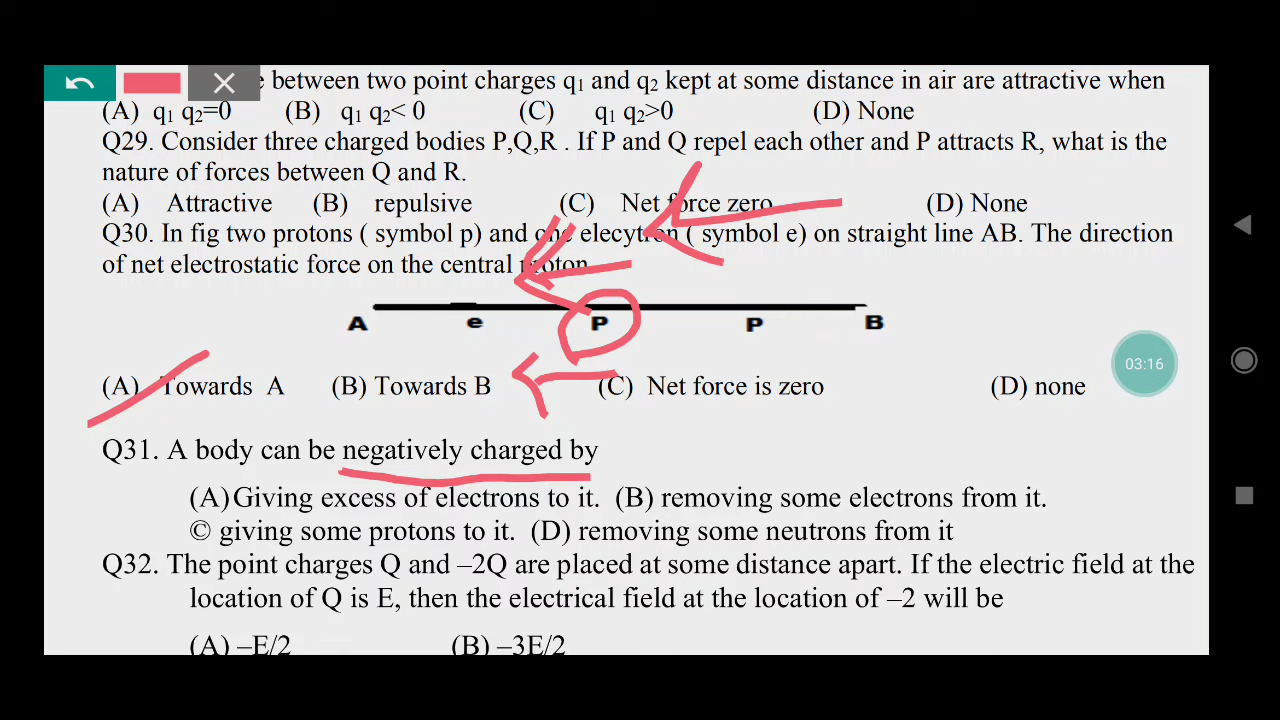 between two point charges q₁ and q₂ kept at some distance in air are attractive when
(A) q₁ q₂=0 (B) q₁ q₂< 0 (C) q₁ q₂>0 (D) None
Q29. Consider three charged bodies P,Q,R . If P and Q repel each other and P attracts R, what is the
nature of forces between Q and R.
(A) Attractive (B) repulsive (C) Net force zero (D) None
Q30. In fig two protons ( symbol p) and one elecytron ( symbol e) on straight line AB. The direction
of net electrostatic force on the central proton
A e P P B
(A) Towards A (B) Towards B (C) Net force is zero (D) none
03:16
Q31. A body can be negatively charged by
(A) Giving excess of electrons to it. (B) removing some electrons from it.
© giving some protons to it. (D) removing some neutrons from it
Q32. The point charges Q and –2Q are placed at some distance apart. If the electric field at the
location of Q is E, then the electrical field at the location of –2 will be
(A) –E/2 (B) –3E/2